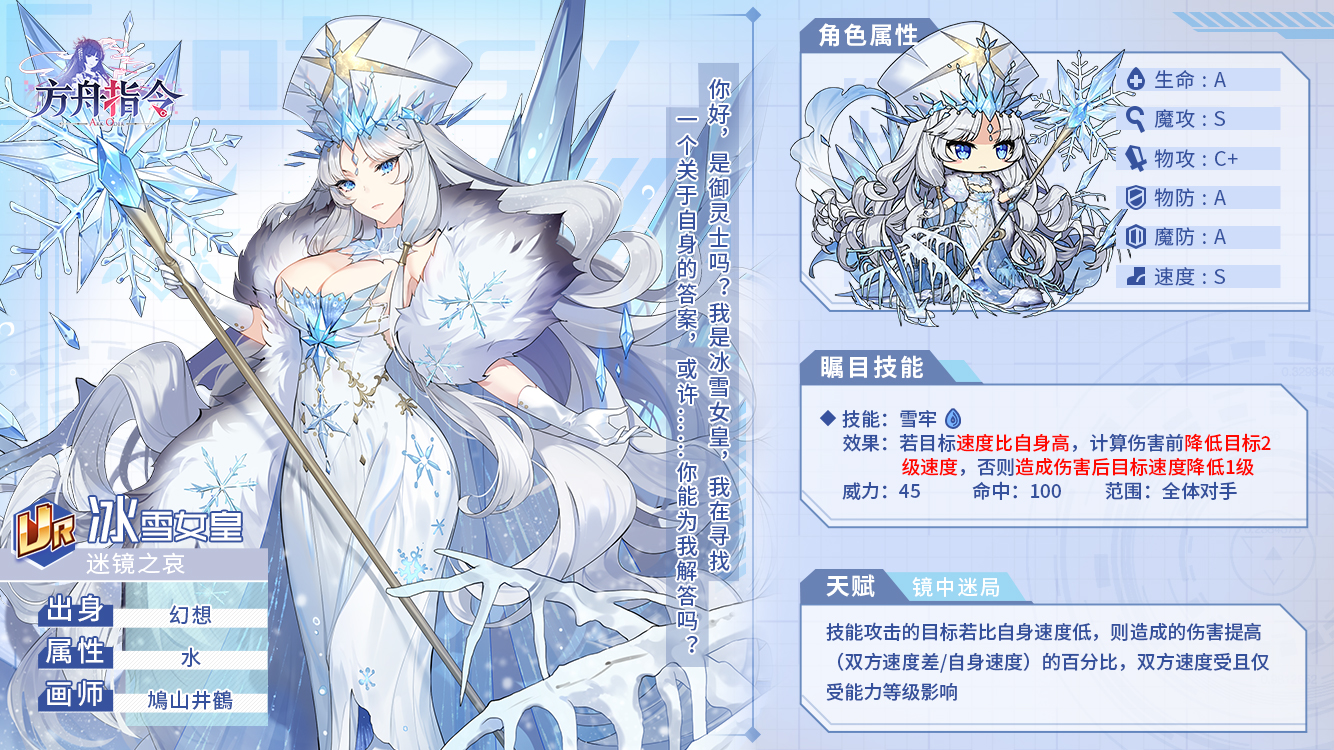 方舟指令
你好，是御灵士吗？我是冰雪女皇，我在寻找
一个关于自身的答案，或许……你能为我解答吗？
UR
冰雪女皇
迷镜之哀
出身 幻想
属性 水
画师 鳩山井鶴
角色属性
生命：A
魔攻：S
物攻：C+
物防：A
魔防：A
速度：S
瞩目技能
技能：雪牢
效果：若目标速度比自身高，计算伤害前降低目标2
级速度，否则造成伤害后目标速度降低1级
威力：45 命中：100 范围：全体对手
天赋 镜中迷局
技能攻击的目标若比自身速度低，则造成的伤害提高
（双方速度差/自身速度）的百分比，双方速度受且仅
受能力等级影响